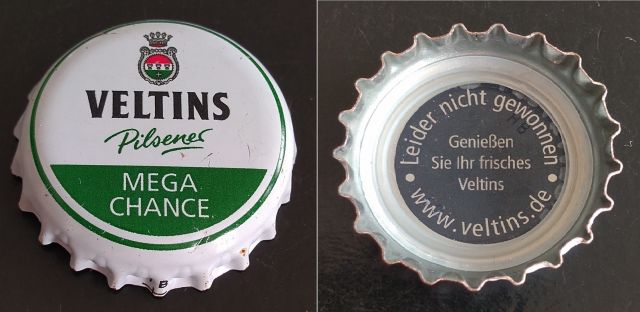 VELTINS
Pilsener
MEGA
CHANCE
B
Leider nicht gewonnen
Genießen
Sie Ihr frisches
Veltins
www.veltins.de